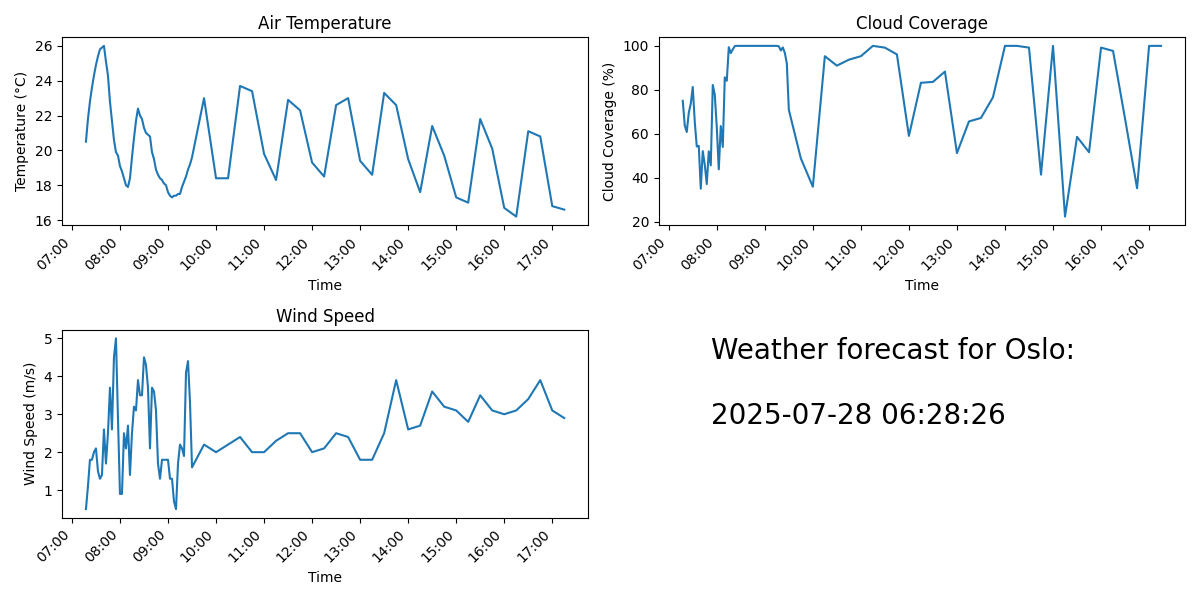 Air Temperature
Temperature (°C)
26
24
22
20
18
16
07:00 08:00 09:00 10:00 11:00 12:00 13:00 14:00 15:00 16:00 17:00
Time
Cloud Coverage
Cloud Coverage (%)
100
80
60
40
20
07:00 08:00 09:00 10:00 11:00 12:00 13:00 14:00 15:00 16:00 17:00
Time
Wind Speed
Wind Speed (m/s)
5
4
3
2
1
07:00 08:00 09:00 10:00 11:00 12:00 13:00 14:00 15:00 16:00 17:00
Time
Weather forecast for Oslo:
2025-07-28 06:28:26